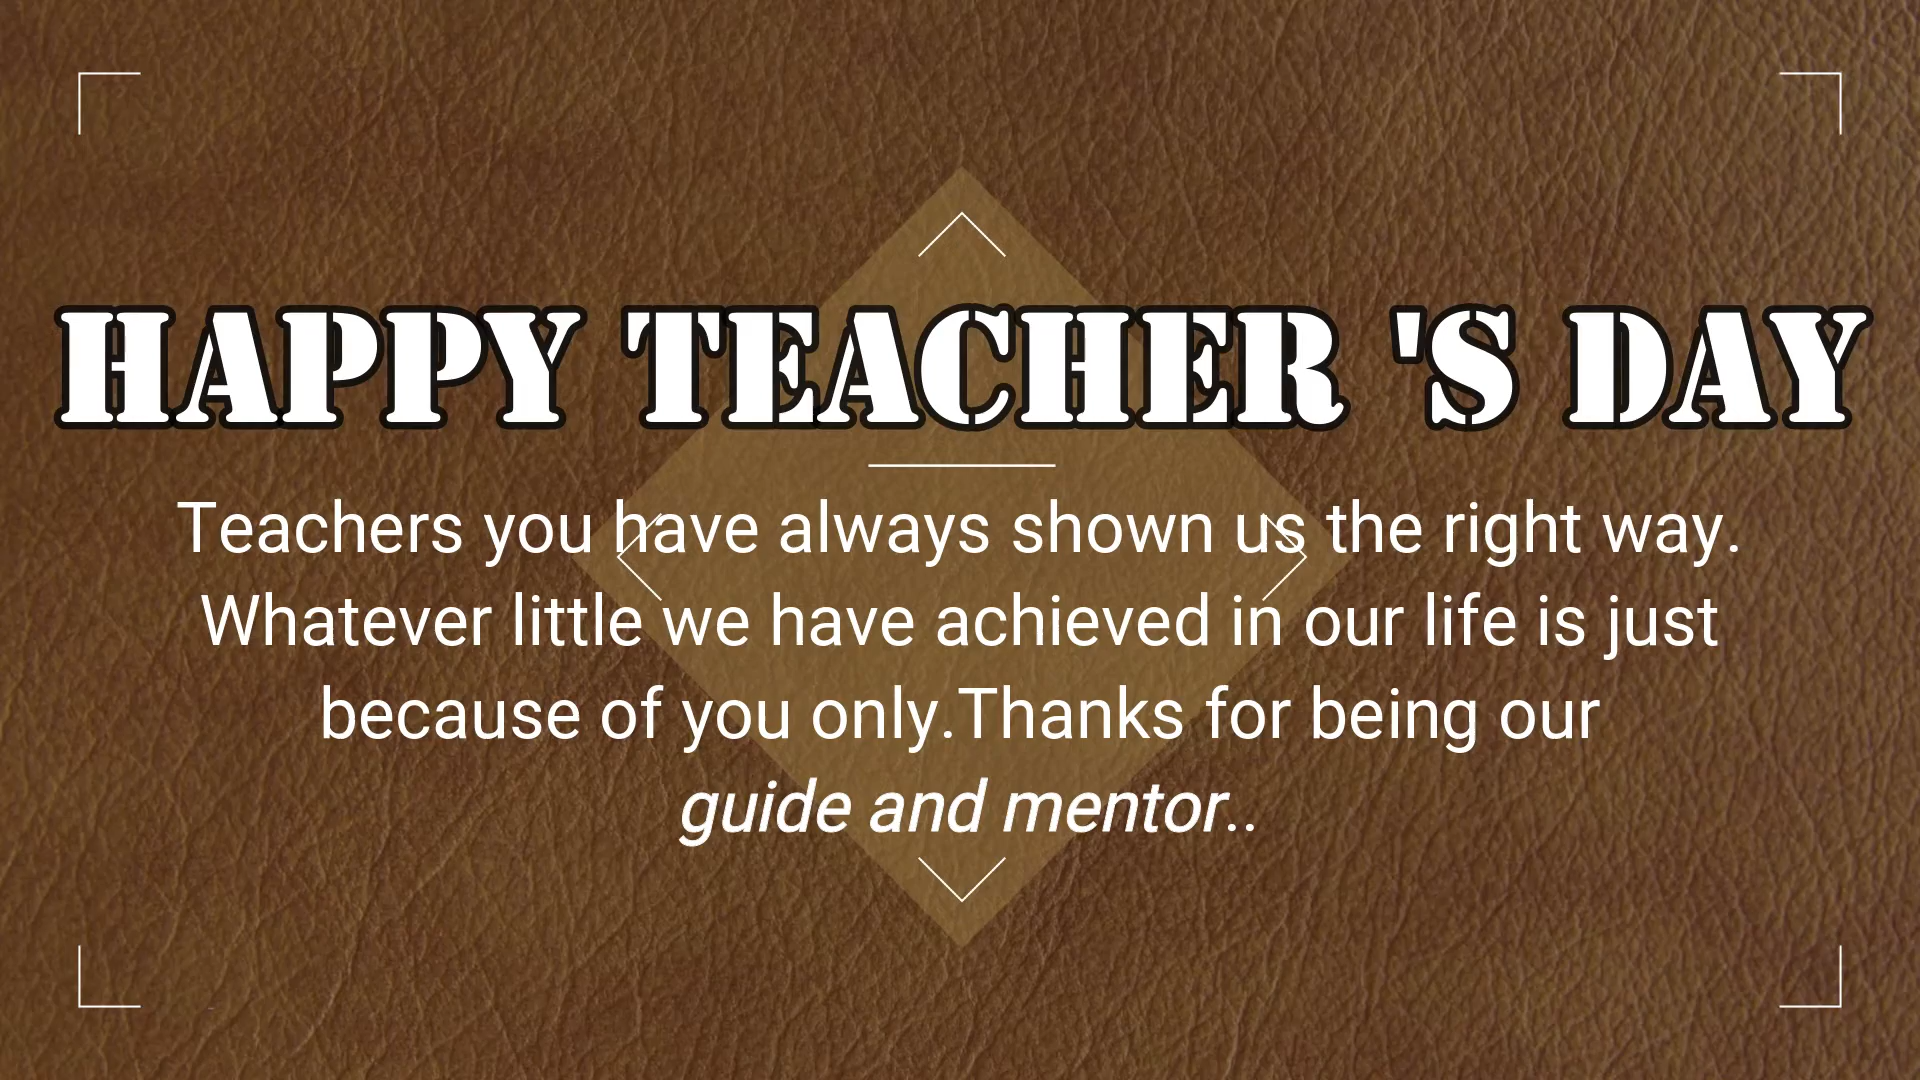 HAPPY TEACHER 'S DAY
Teachers you have always shown us the right way.
Whatever little we have achieved in our life is just
because of you only.Thanks for being our
guide and mentor..